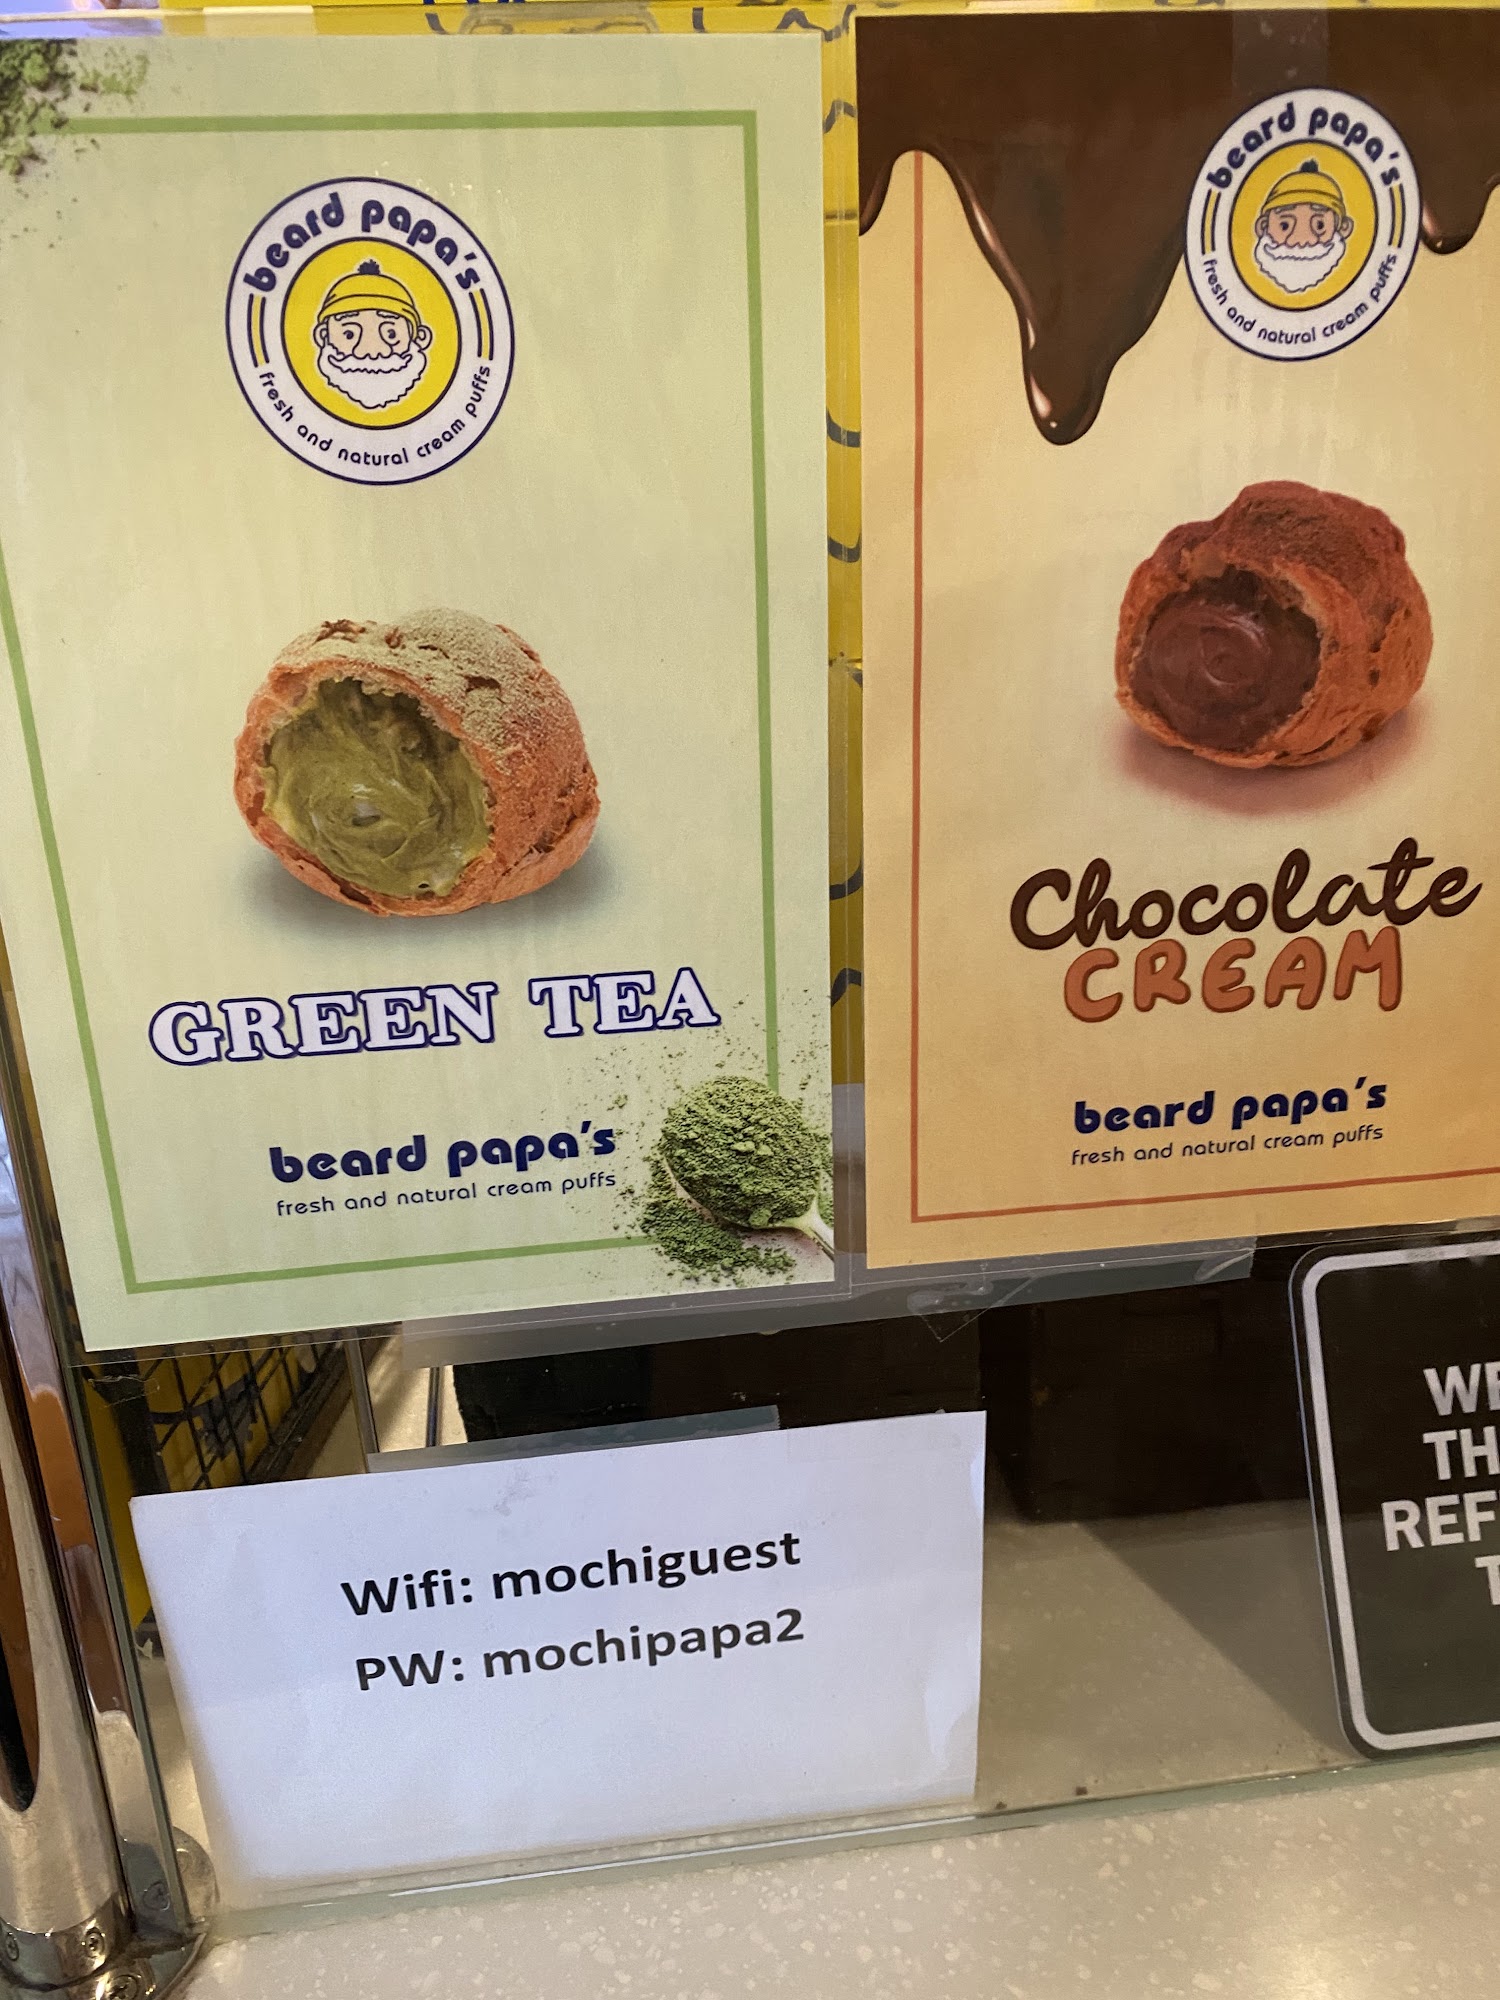 beard papa's
fresh and natural cream puffs
GREEN TEA
beard papa's
fresh and natural cream puffs
beard papa's
fresh and natural cream puffs
Chocolate
CREAM
beard papa's
fresh and natural cream puffs
Wifi: mochiguest
PW: mochipapa2